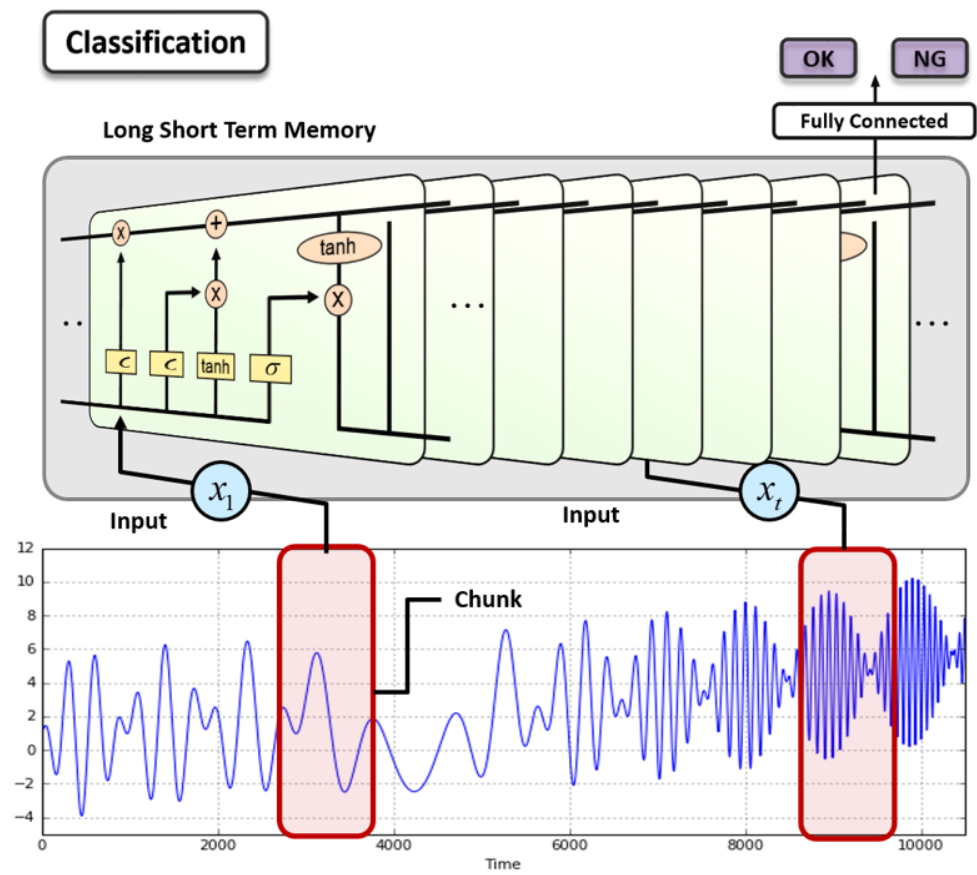 Classification
OK NG
Fully Connected
Long Short Term Memory
x + tanh
x x ...
.. ...
c c tanh σ
x1 xt
Input Input
12
10
8
6
4
2
0
−2
−4
Chunk
0 2000 4000 6000 8000 10000
Time